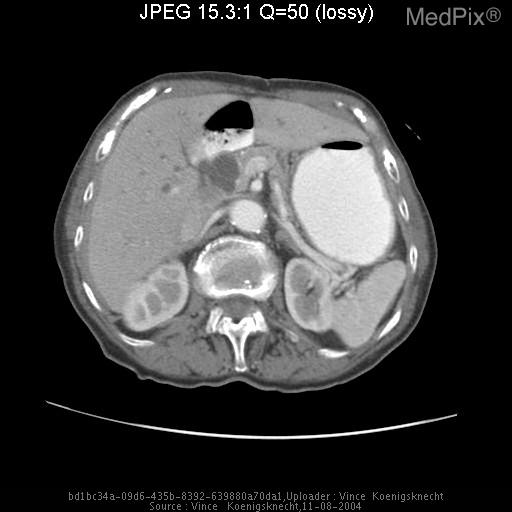 JPEG 15.3:1 Q=50 (lossy)
MedPix®
bd1bc34a-09d6-435b-8392-639880a70da1,Uploader : Vince Koenigsknecht
Source : Vince Koenigsknecht,11-08-2004